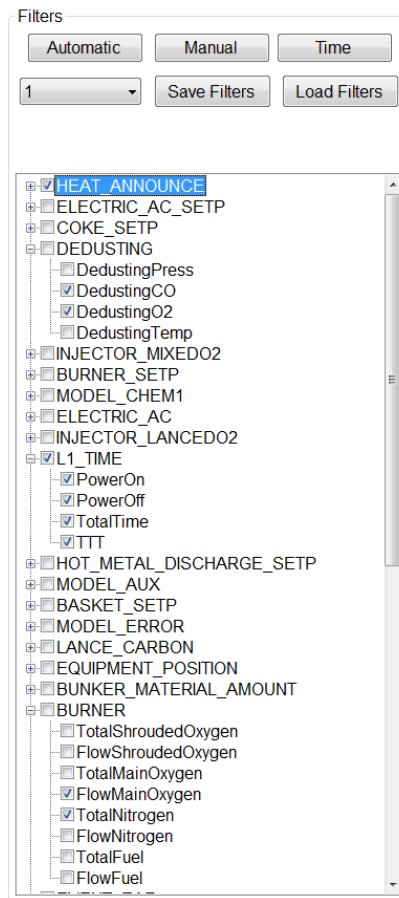 Filters
Automatic Manual Time
1 Save Filters Load Filters
HEAT_ANNOUNCE
ELECTRIC_AC_SETP
COKE_SETP
DEDUSTING
DedustingPress
DedustingCO
DedustingO2
DedustingTemp
INJECTOR_MIXEDO2
BURNER_SETP
MODEL_CHEM1
ELECTRIC_AC
INJECTOR_LANCEDO2
L1_TIME
PowerOn
PowerOff
TotalTime
TTT
HOT_METAL_DISCHARGE_SETP
MODEL_AUX
BASKET_SETP
MODEL_ERROR
LANCE_CARBON
EQUIPMENT_POSITION
BUNKER_MATERIAL_AMOUNT
BURNER
TotalShroudedOxygen
FlowShroudedOxygen
TotalMainOxygen
FlowMainOxygen
TotalNitrogen
FlowNitrogen
TotalFuel
FlowFuel